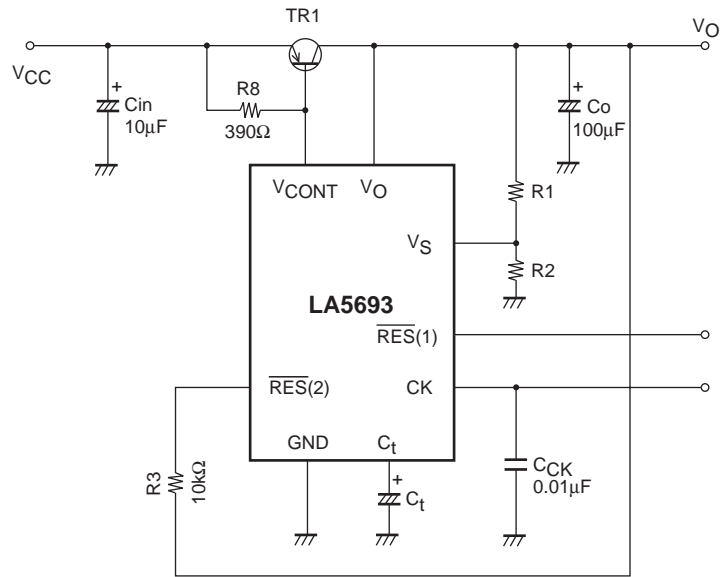 TR1
VO
VCC
+
Cin
10μF
R8
390Ω
+
Co
100μF
VCONT
VO
R1
VS
R2
LA5693
RES(1)
RES(2)
CK
GND
Ct
R3
10kΩ
+
Ct
CCK
0.01μF